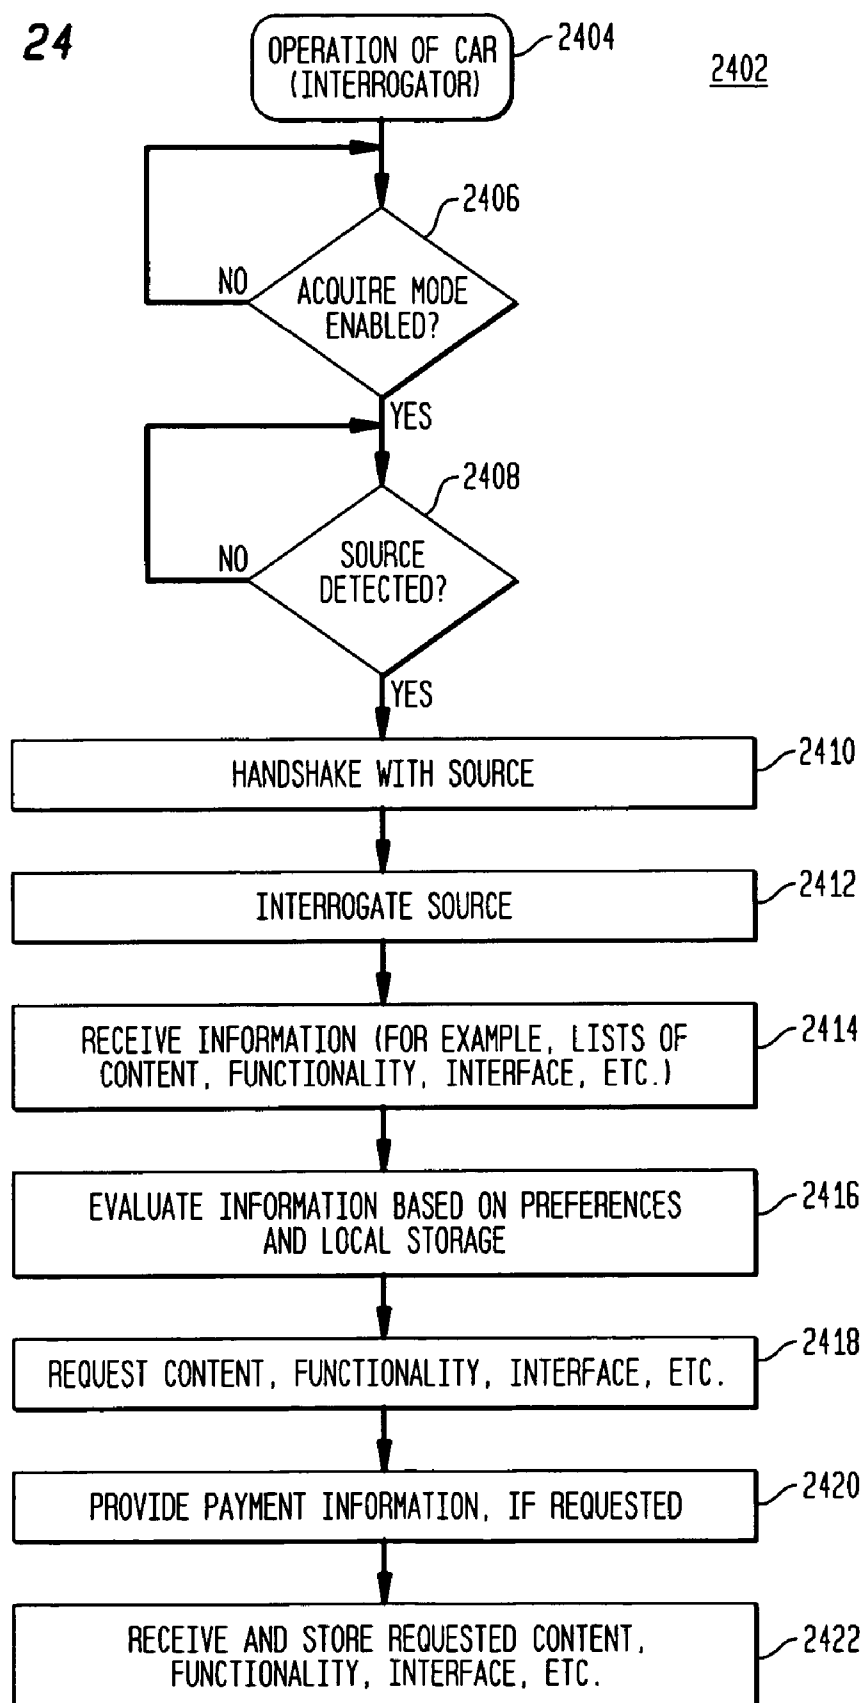 24
OPERATION OF CAR
(INTERROGATOR)
2404
2402
2406
ACQUIRE MODE
ENABLED?
NO
YES
2408
SOURCE
DETECTED?
NO
YES
HANDSHAKE WITH SOURCE
2410
INTERROGATE SOURCE
2412
RECEIVE INFORMATION (FOR EXAMPLE, LISTS OF
CONTENT, FUNCTIONALITY, INTERFACE, ETC.)
2414
EVALUATE INFORMATION BASED ON PREFERENCES
AND LOCAL STORAGE
2416
REQUEST CONTENT, FUNCTIONALITY, INTERFACE, ETC.
2418
PROVIDE PAYMENT INFORMATION, IF REQUESTED
2420
RECEIVE AND STORE REQUESTED CONTENT,
FUNCTIONALITY, INTERFACE, ETC.
2422